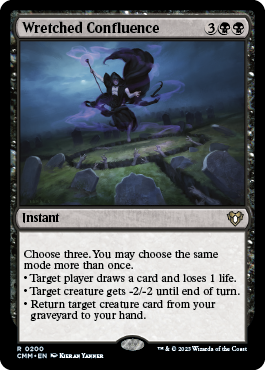 Wretched Confluence 3
Instant
Choose three. You may choose the same
mode more than once.
• Target player draws a card and loses 1 life.
• Target creature gets -2/-2 until end of turn.
• Return target creature card from your
graveyard to your hand.
R 0200
CMM • EN Kieran Yanner
™ & © 2023 Wizards of the Coast